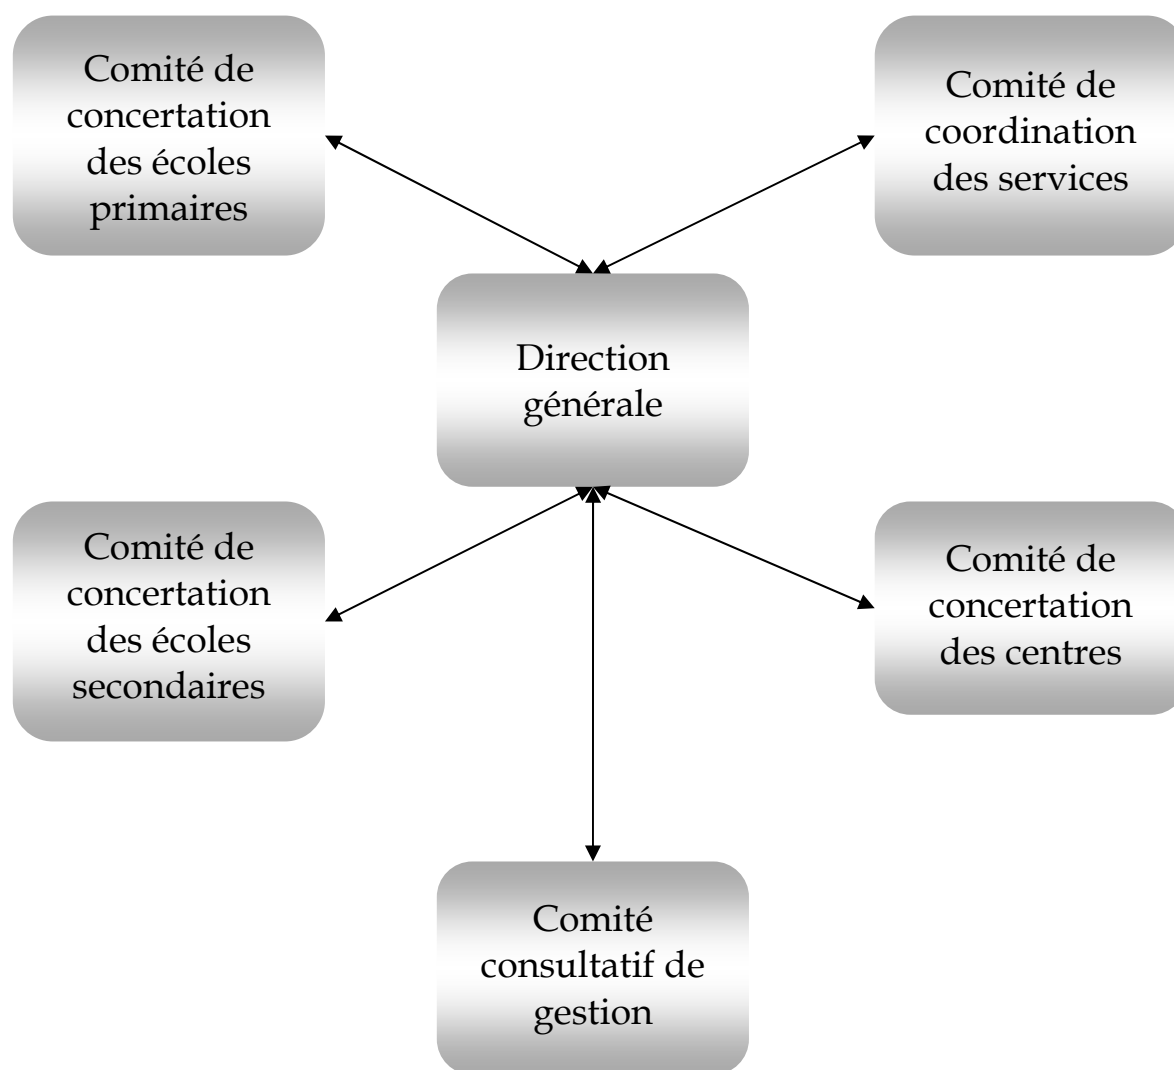 Comité de
concertation
des écoles
primaires
Comité de
coordination
des services
Direction
générale
Comité de
concertation
des écoles
secondaires
Comité de
concertation
des centres
Comité
consultatif de
gestion